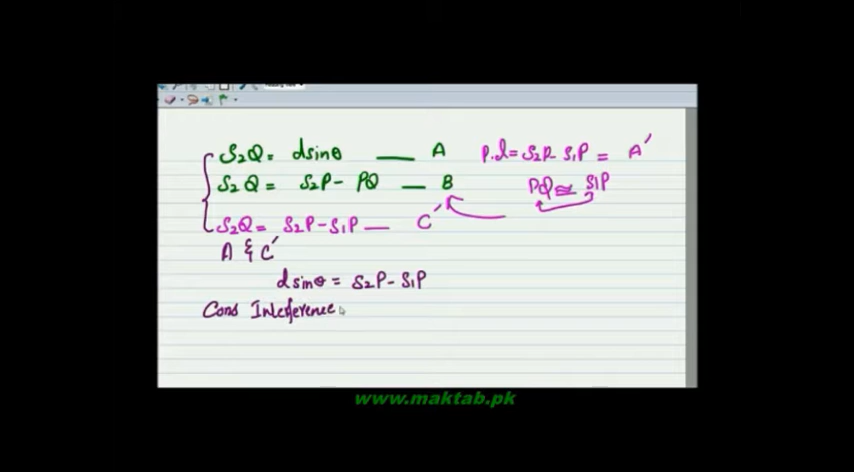 S2Q = dsinθ — A
P.d = S2P - S1P = A'
S2Q = S2P - PQ — B
PQ ≅ S1P
S2Q = S2P - S1P — C'
A & C'
dsinθ = S2P - S1P
Cons Interference
www.maktab.pk